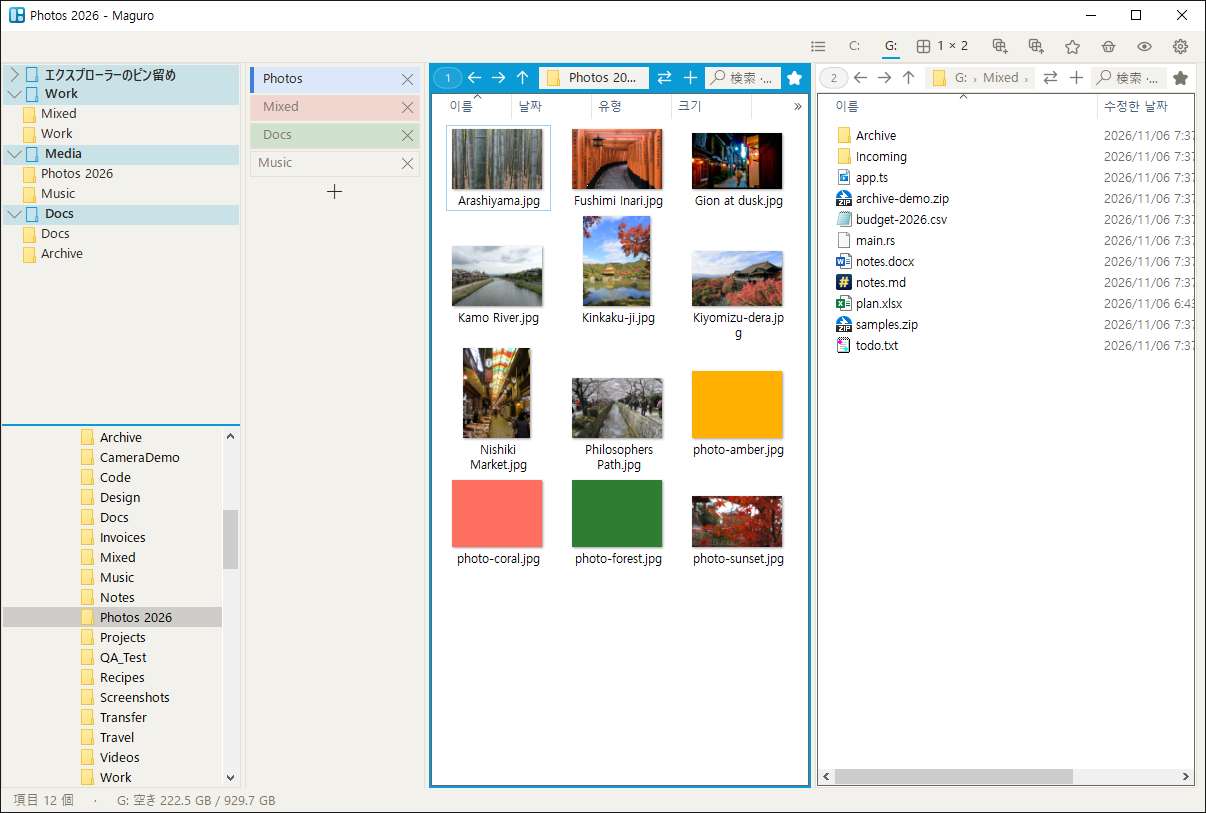 Photos 2026 - Maguro
C:
G:
1 × 2
エクスプローラーのピン留め
Work
Mixed
Work
Media
Photos 2026
Music
Docs
Docs
Archive
Archive
CameraDemo
Code
Design
Docs
Invoices
Mixed
Music
Notes
Photos 2026
Projects
QA_Test
Recipes
Screenshots
Transfer
Travel
Videos
Work
Photos
Mixed
Docs
Music
1
Photos 20...
検索 ...
이름
날짜
유형
크기
»
Arashiyama.jpg
Fushimi Inari.jpg
Gion at dusk.jpg
Kamo River.jpg
Kinkaku-ji.jpg
Kiyomizu-dera.jp
g
Nishiki
Market.jpg
Philosophers
Path.jpg
photo-amber.jpg
photo-coral.jpg
photo-forest.jpg
photo-sunset.jpg
2
G: › Mixed ›
検索 ...
이름
수정한 날짜
Archive
2026/11/06 7:37
Incoming
2026/11/06 7:37
app.ts
2026/11/06 7:37
archive-demo.zip
2026/11/06 7:37
budget-2026.csv
2026/11/06 7:37
main.rs
2026/11/06 7:37
notes.docx
2026/11/06 7:37
notes.md
2026/11/06 7:37
plan.xlsx
2026/11/06 6:43
samples.zip
2026/11/06 7:37
todo.txt
2026/11/06 7:37
項目 12 個 · G: 空き 222.5 GB / 929.7 GB